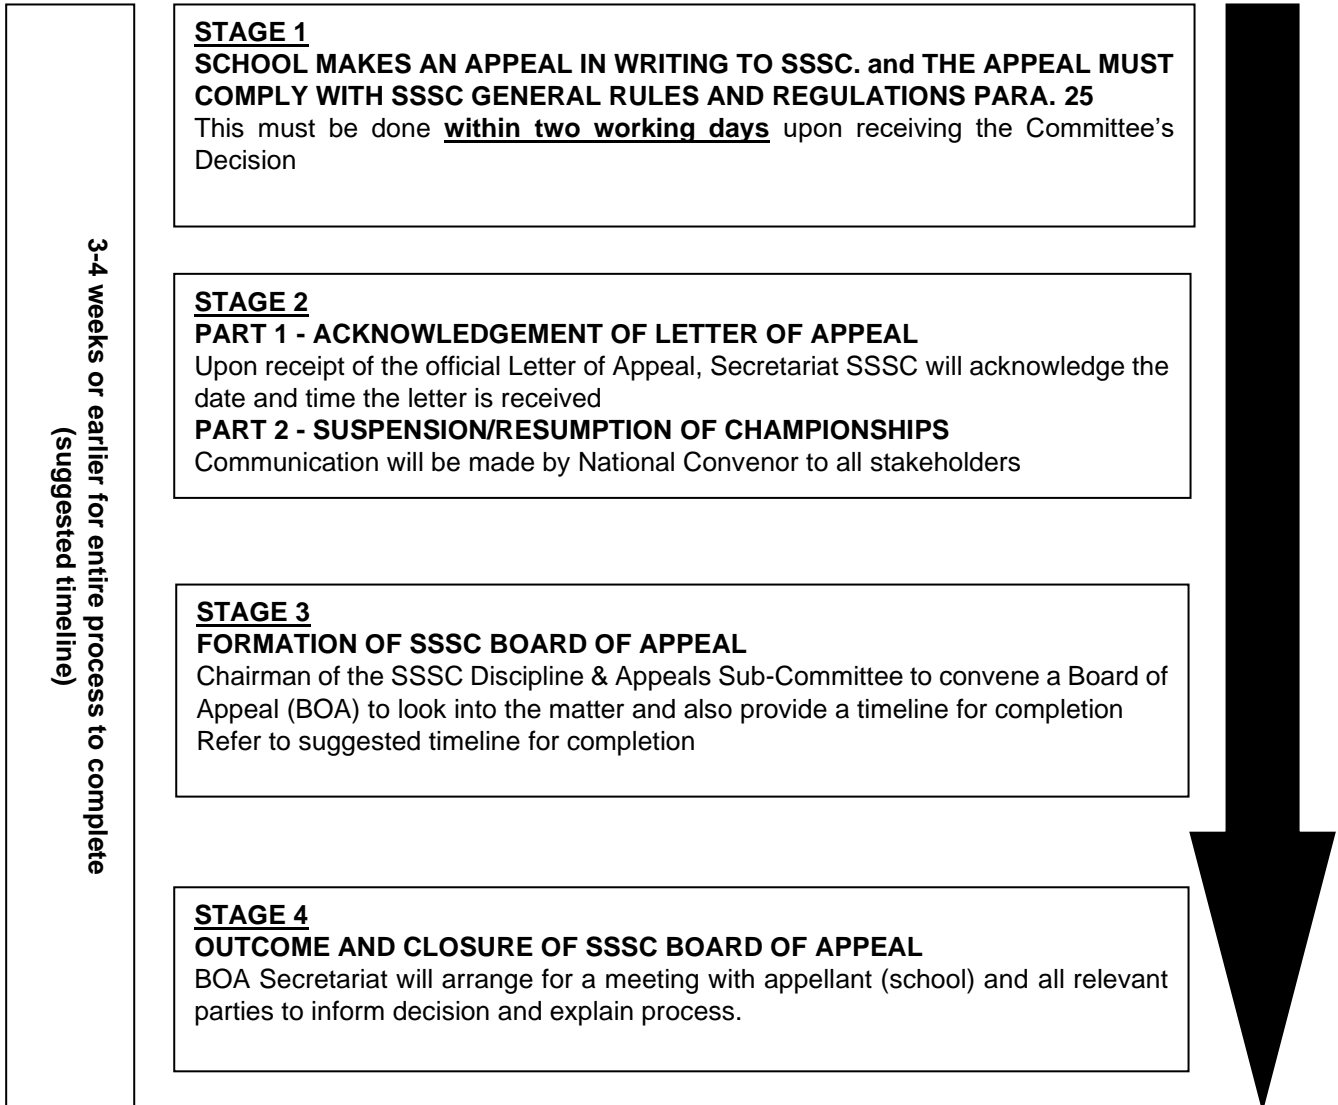 3-4 weeks or earlier for entire process to complete
(suggested timeline)
STAGE 1
SCHOOL MAKES AN APPEAL IN WRITING TO SSSC. and THE APPEAL MUST
COMPLY WITH SSSC GENERAL RULES AND REGULATIONS PARA. 25
This must be done within two working days upon receiving the Committee's
Decision
STAGE 2
PART 1 - ACKNOWLEDGEMENT OF LETTER OF APPEAL
Upon receipt of the official Letter of Appeal, Secretariat SSSC will acknowledge the
date and time the letter is received
PART 2 - SUSPENSION/RESUMPTION OF CHAMPIONSHIPS
Communication will be made by National Convenor to all stakeholders
STAGE 3
FORMATION OF SSSC BOARD OF APPEAL
Chairman of the SSSC Discipline & Appeals Sub-Committee to convene a Board of
Appeal (BOA) to look into the matter and also provide a timeline for completion
Refer to suggested timeline for completion
STAGE 4
OUTCOME AND CLOSURE OF SSSC BOARD OF APPEAL
BOA Secretariat will arrange for a meeting with appellant (school) and all relevant
parties to inform decision and explain process.